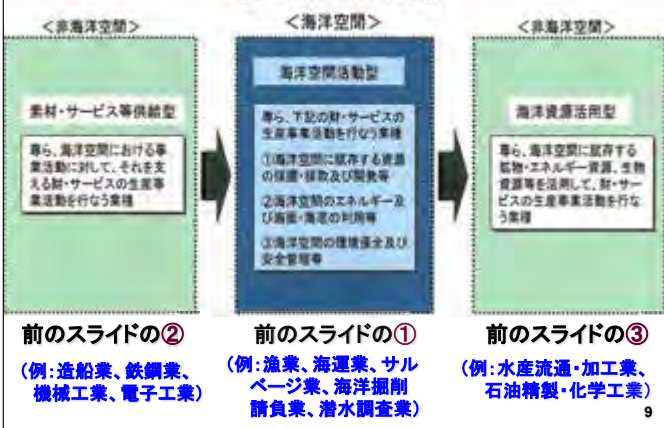 <非海洋空間>
素材・サービス等供給型
専ら、海洋空間における事
業活動に対して、それを支
える財・サービスの生産事
業活動を行なう業種
前のスライドの②
(例:造船業、鉄鋼業、
機械工業、電子工業)
<海洋空間>
海洋空間活動型
専ら、下記の財・サービスの
生産事業活動を行なう業種
①海洋空間に賦存する資源
の保護・採取及び開発等
②海洋空間のエネルギー及
び海面・海底の利用等
③海洋空間の環境保全及び
安全管理等
前のスライドの①
(例:漁業、海運業、サル
ベージ業、海洋掘削
請負業、潜水調査業)
<非海洋空間>
海洋資源活用型
専ら、海洋空間に賦存する
鉱物・エネルギー資源、生物
資源等を活用して、財・サー
ビスの生産事業活動を行な
う業種
前のスライドの③
(例:水産流通・加工業、
石油精製・化学工業)
9